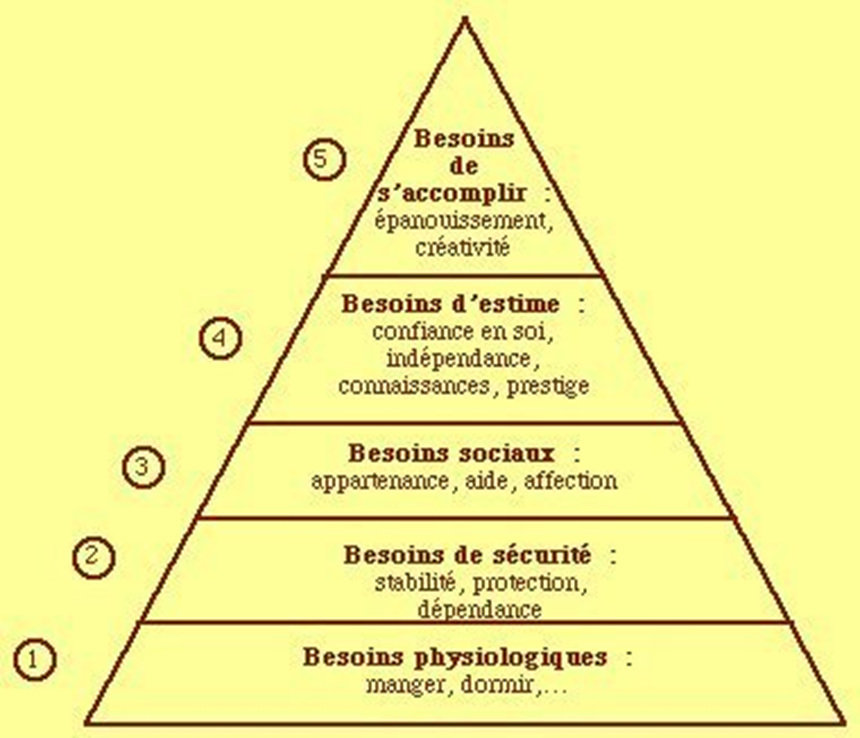 5
Besoins
de
s'accomplir :
épanouissement,
créativité
4
Besoins d'estime :
confiance en soi,
indépendance,
connaissances, prestige
3
Besoins sociaux :
appartenance, aide, affection
2
Besoins de sécurité :
stabilité, protection,
dépendance
1
Besoins physiologiques :
manger, dormir,...